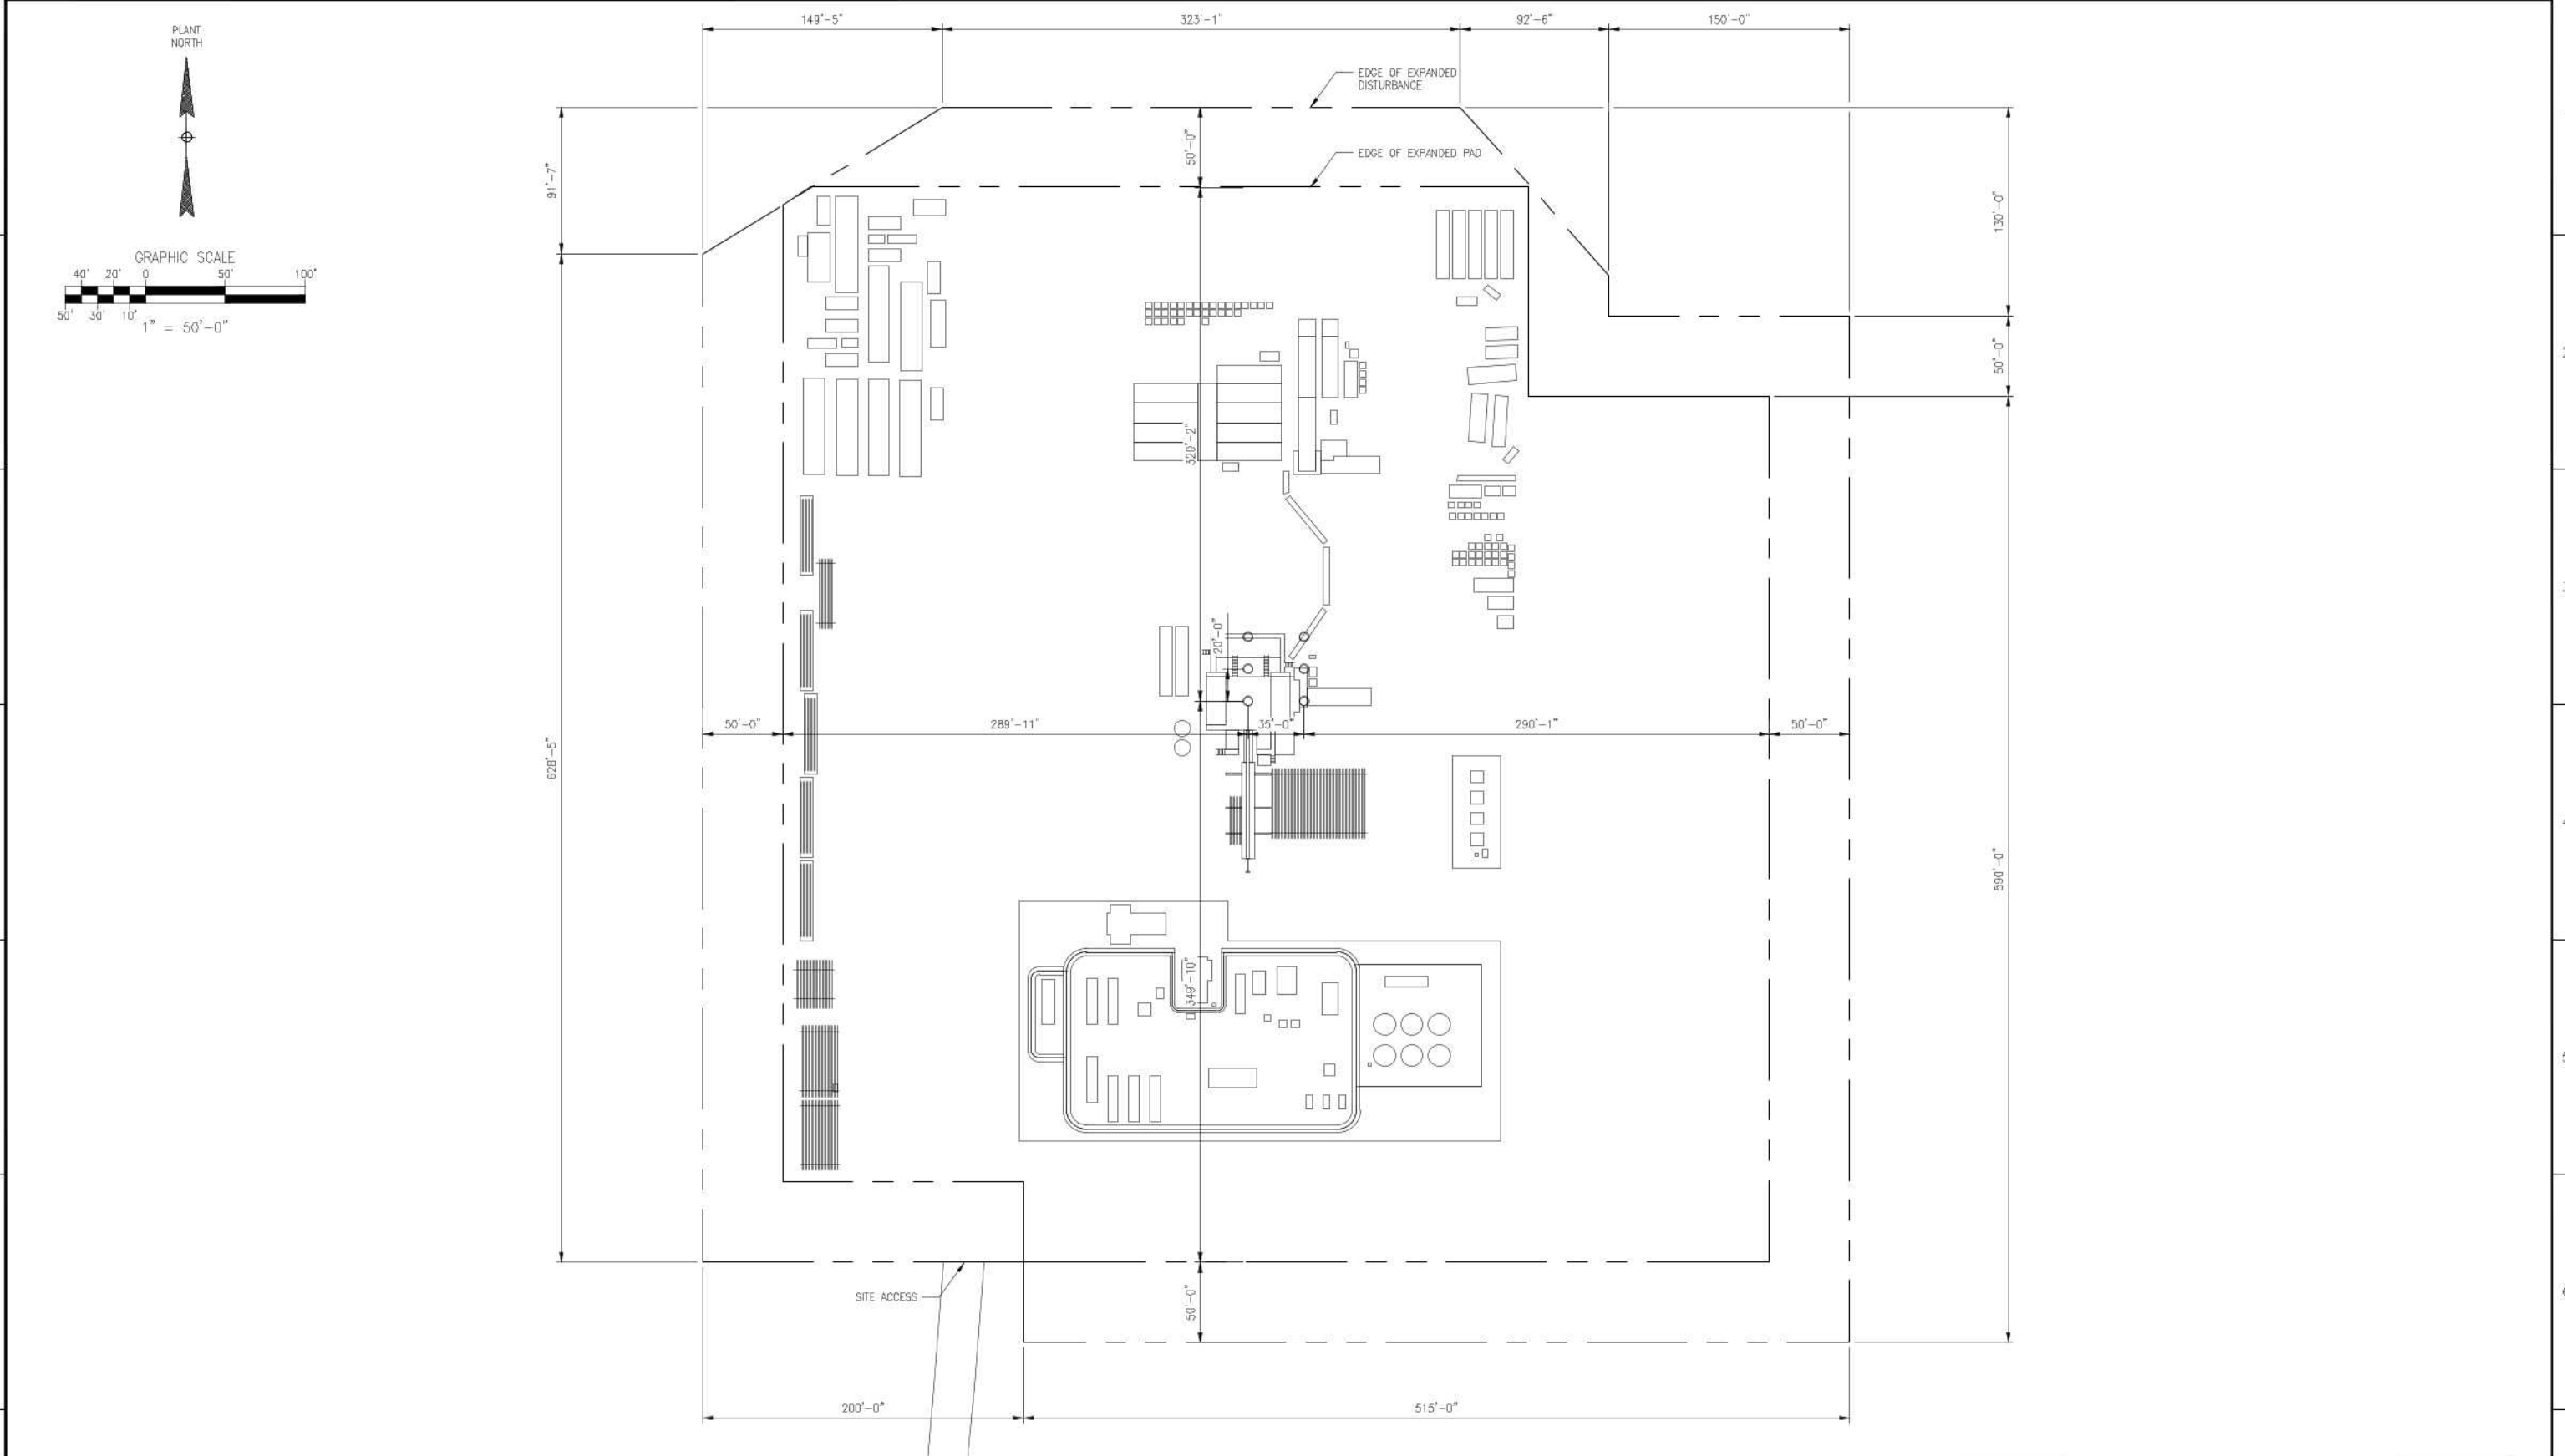 149'-5"
323'-1"
92'-6"
150'-0"
PLANT
NORTH
EDGE OF EXPANDED
DISTURBANCE
50'-0"
EDGE OF EXPANDED PAD
91'-7"
130'-0"
GRAPHIC SCALE
40' 20' 0 50' 100'
50' 30' 10'
1" = 50'-0"
50'-0"
320'-2"
20'-0"
50'-0"
289'-11"
35'-0"
290'-1"
50'-0"
628'-5"
590'-0"
349'-10"
SITE ACCESS
50'-0"
200'-0"
515'-0"